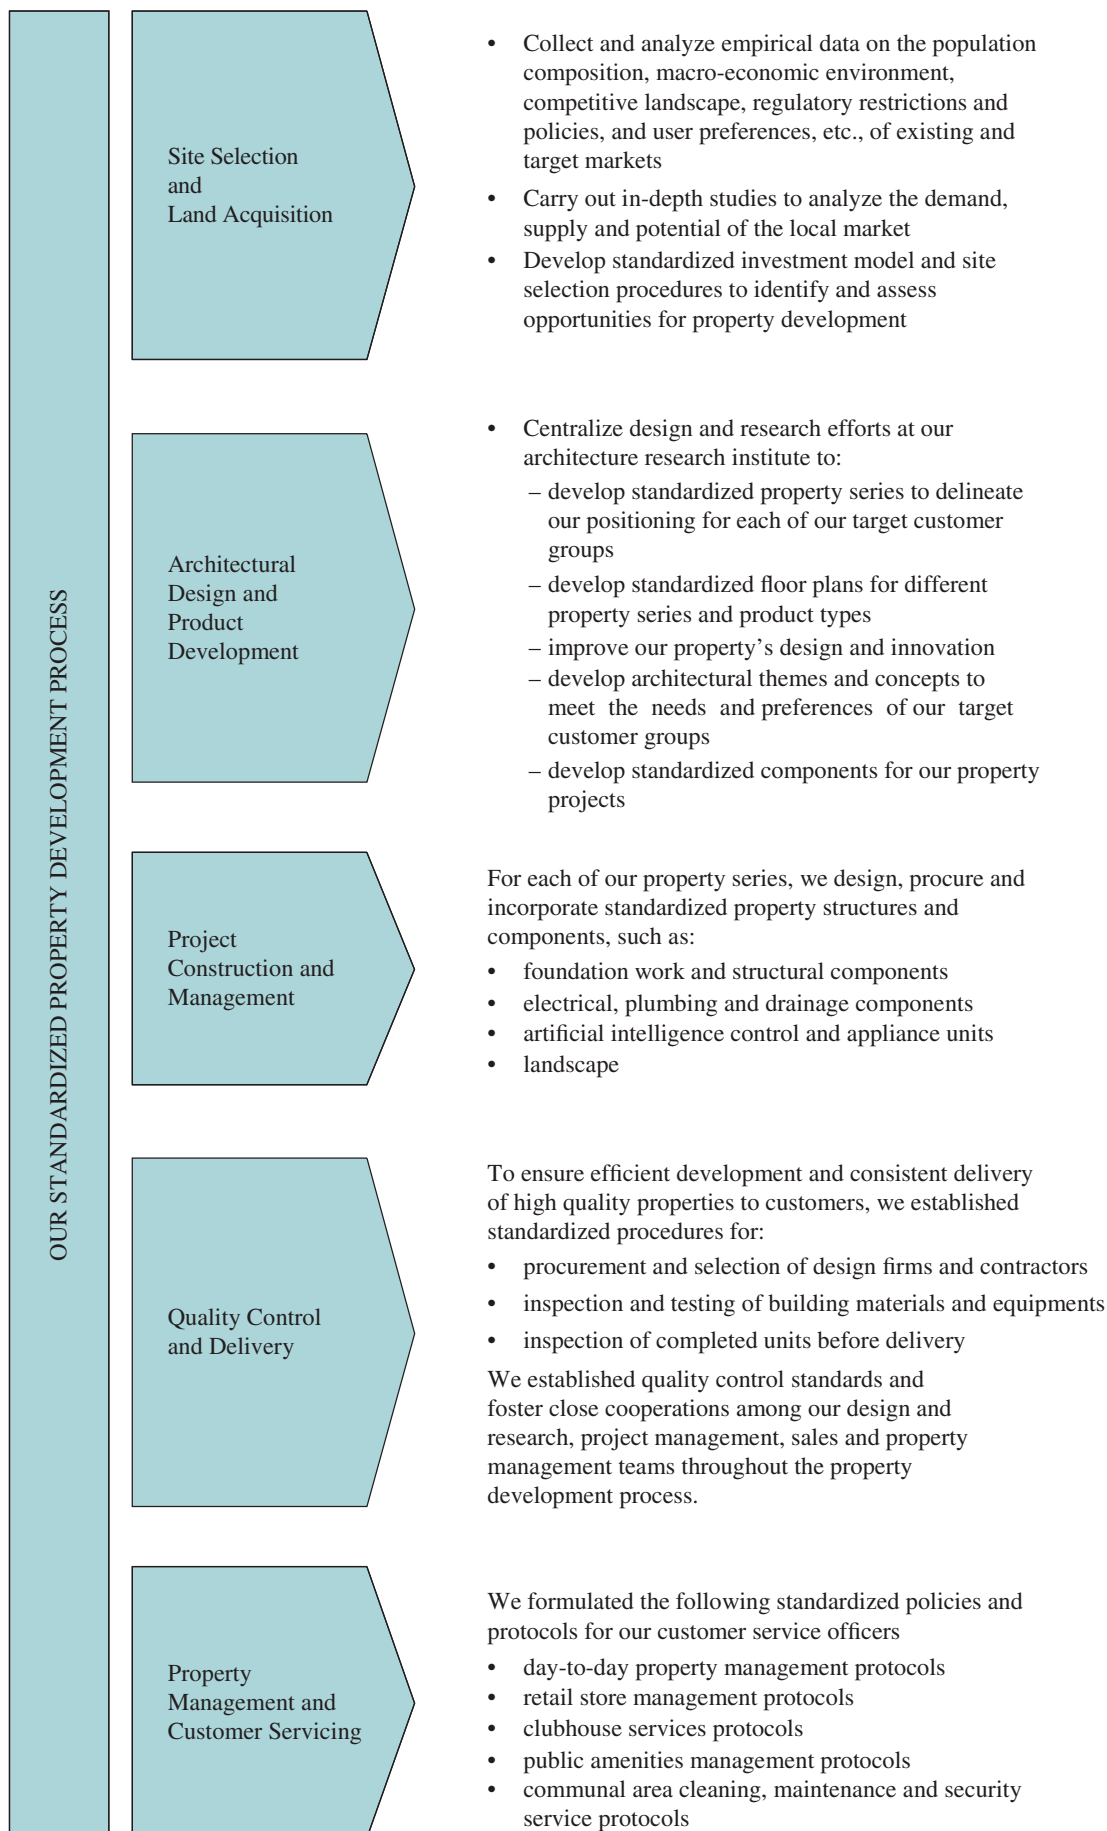 OUR STANDARDIZED PROPERTY DEVELOPMENT PROCESS
Site Selection
and
Land Acquisition
• Collect and analyze empirical data on the population
composition, macro-economic environment,
competitive landscape, regulatory restrictions and
policies, and user preferences, etc., of existing and
target markets
• Carry out in-depth studies to analyze the demand,
supply and potential of the local market
• Develop standardized investment model and site
selection procedures to identify and assess
opportunities for property development
Architectural
Design and
Product
Development
• Centralize design and research efforts at our
architecture research institute to:
– develop standardized property series to delineate
our positioning for each of our target customer
groups
– develop standardized floor plans for different
property series and product types
– improve our property's design and innovation
– develop architectural themes and concepts to
meet the needs and preferences of our target
customer groups
– develop standardized components for our property
projects
Project
Construction and
Management
For each of our property series, we design, procure and
incorporate standardized property structures and
components, such as:
• foundation work and structural components
• electrical, plumbing and drainage components
• artificial intelligence control and appliance units
• landscape
Quality Control
and Delivery
To ensure efficient development and consistent delivery
of high quality properties to customers, we established
standardized procedures for:
• procurement and selection of design firms and contractors
• inspection and testing of building materials and equipments
• inspection of completed units before delivery
We established quality control standards and
foster close cooperations among our design and
research, project management, sales and property
management teams throughout the property
development process.
Property
Management and
Customer Servicing
We formulated the following standardized policies and
protocols for our customer service officers
• day-to-day property management protocols
• retail store management protocols
• clubhouse services protocols
• public amenities management protocols
• communal area cleaning, maintenance and security
service protocols